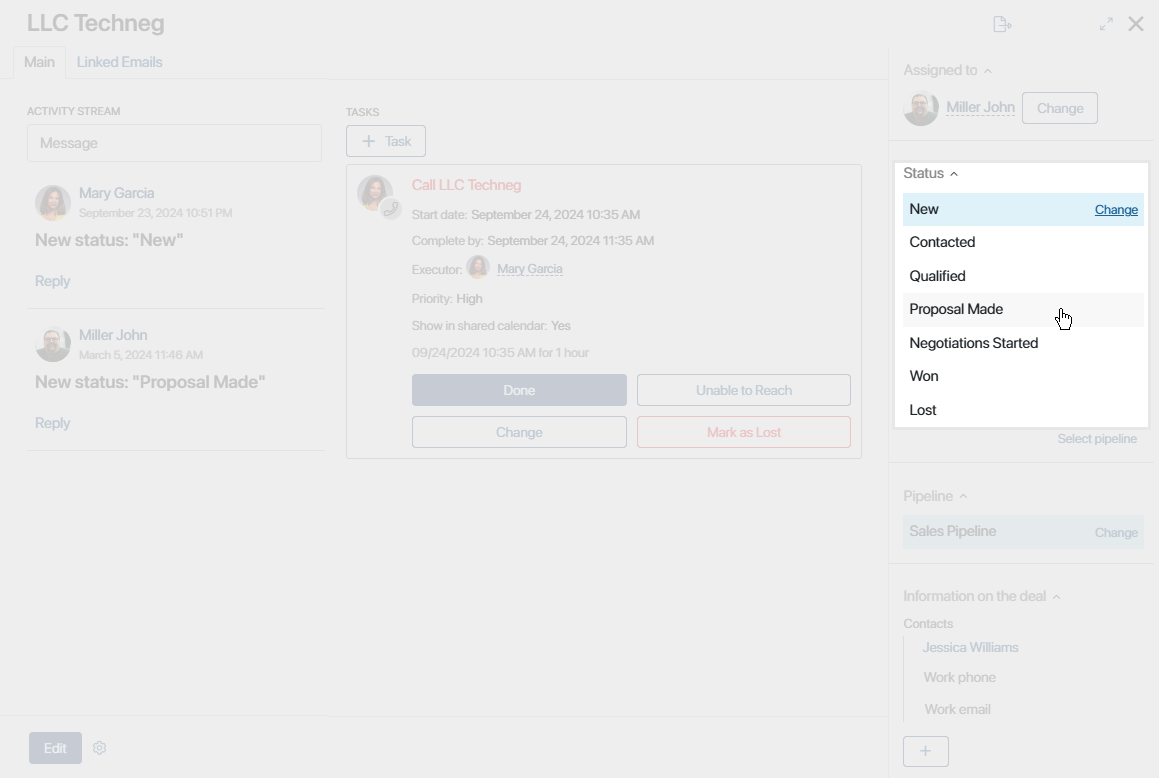 LLC Techneg
Main
Linked Emails
ACTIVITY STREAM
Message
Mary Garcia
September 23, 2024 10:51 PM
New status: "New"
Reply
Miller John
March 5, 2024 11:46 AM
New status: "Proposal Made"
Reply
TASKS
+ Task
Call LLC Techneg
Start date: September 24, 2024 10:35 AM
Complete by: September 24, 2024 11:35 AM
Executor: Mary Garcia
Priority: High
Show in shared calendar: Yes
09/24/2024 10:35 AM for 1 hour
Done
Unable to Reach
Change
Mark as Lost
Edit
Assigned to
Miller John
Change
Status
New
Change
Contacted
Qualified
Proposal Made
Negotiations Started
Won
Lost
Select pipeline
Pipeline
Sales Pipeline
Change
Information on the deal
Contacts
Jessica Williams
Work phone
Work email
+